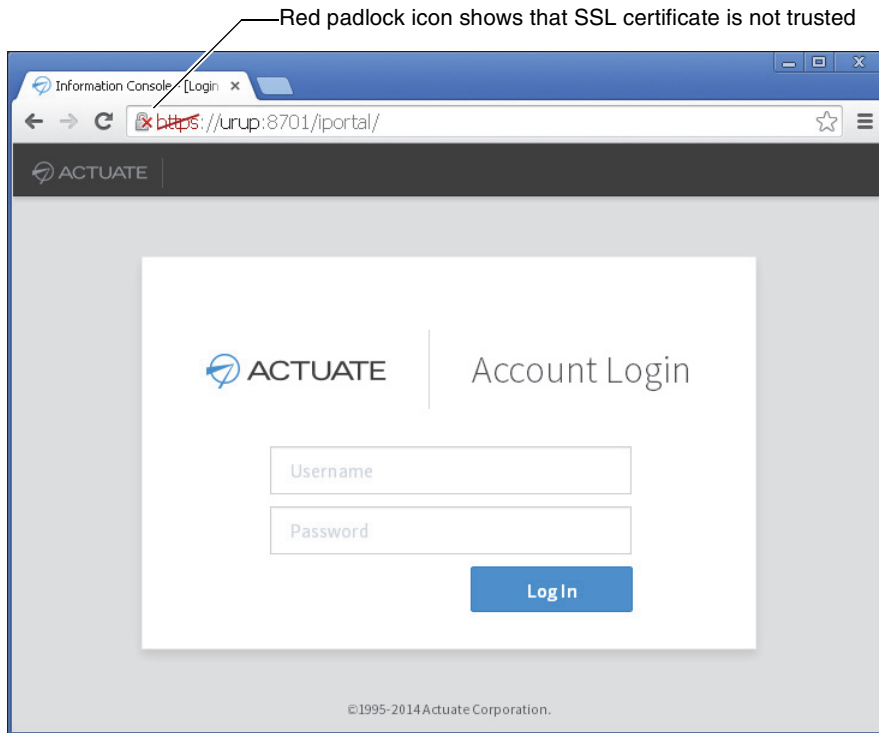 Red padlock icon shows that SSL certificate is not trusted
Information Console - [Login
https://urup:8701/iportal/
ACTUATE
ACTUATE
Account Login
Username
Password
Log In
©1995-2014 Actuate Corporation.